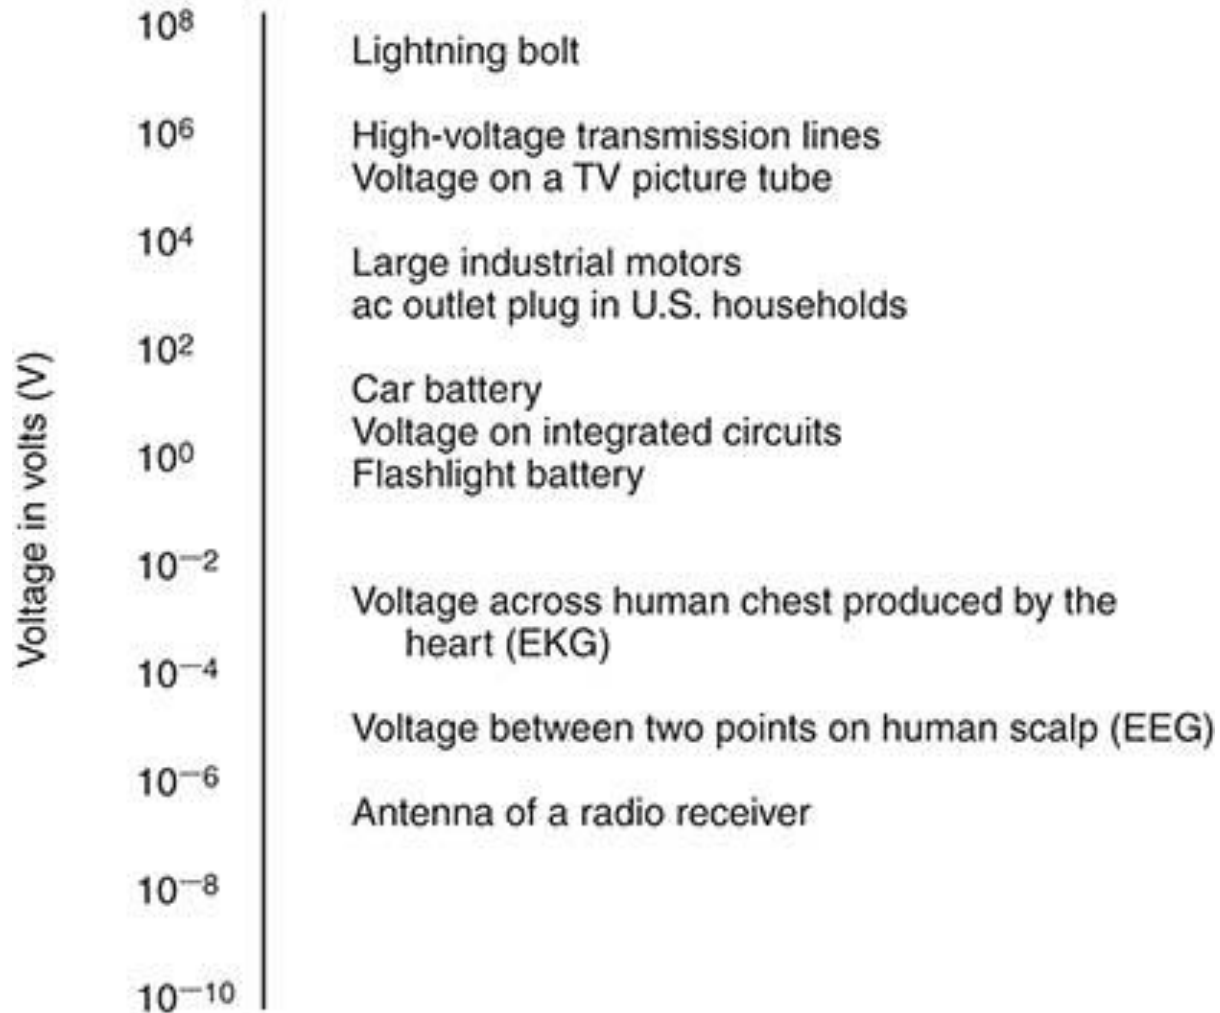 10⁸
Lightning bolt
10⁶
High-voltage transmission lines
Voltage on a TV picture tube
10⁴
Large industrial motors
ac outlet plug in U.S. households
10²
Car battery
Voltage on integrated circuits
10⁰
Flashlight battery
10⁻²
Voltage across human chest produced by the
heart (EKG)
10⁻⁴
Voltage between two points on human scalp (EEG)
10⁻⁶
Antenna of a radio receiver
10⁻⁸
10⁻¹⁰
Voltage in volts (V)